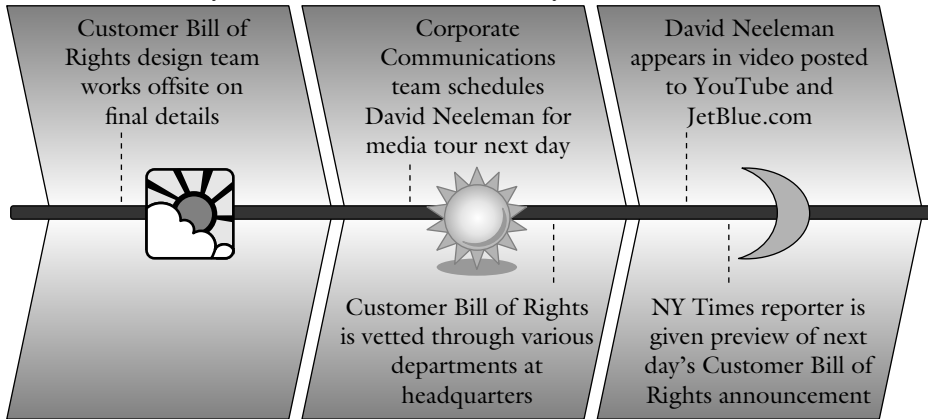 Customer Bill of
Rights design team
works offsite on
final details
Corporate
Communications
team schedules
David Neeleman for
media tour next day
David Neeleman
appears in video posted
to YouTube and
JetBlue.com
Customer Bill of Rights
is vetted through various
departments at
headquarters
NY Times reporter is
given preview of next
day's Customer Bill of
Rights announcement